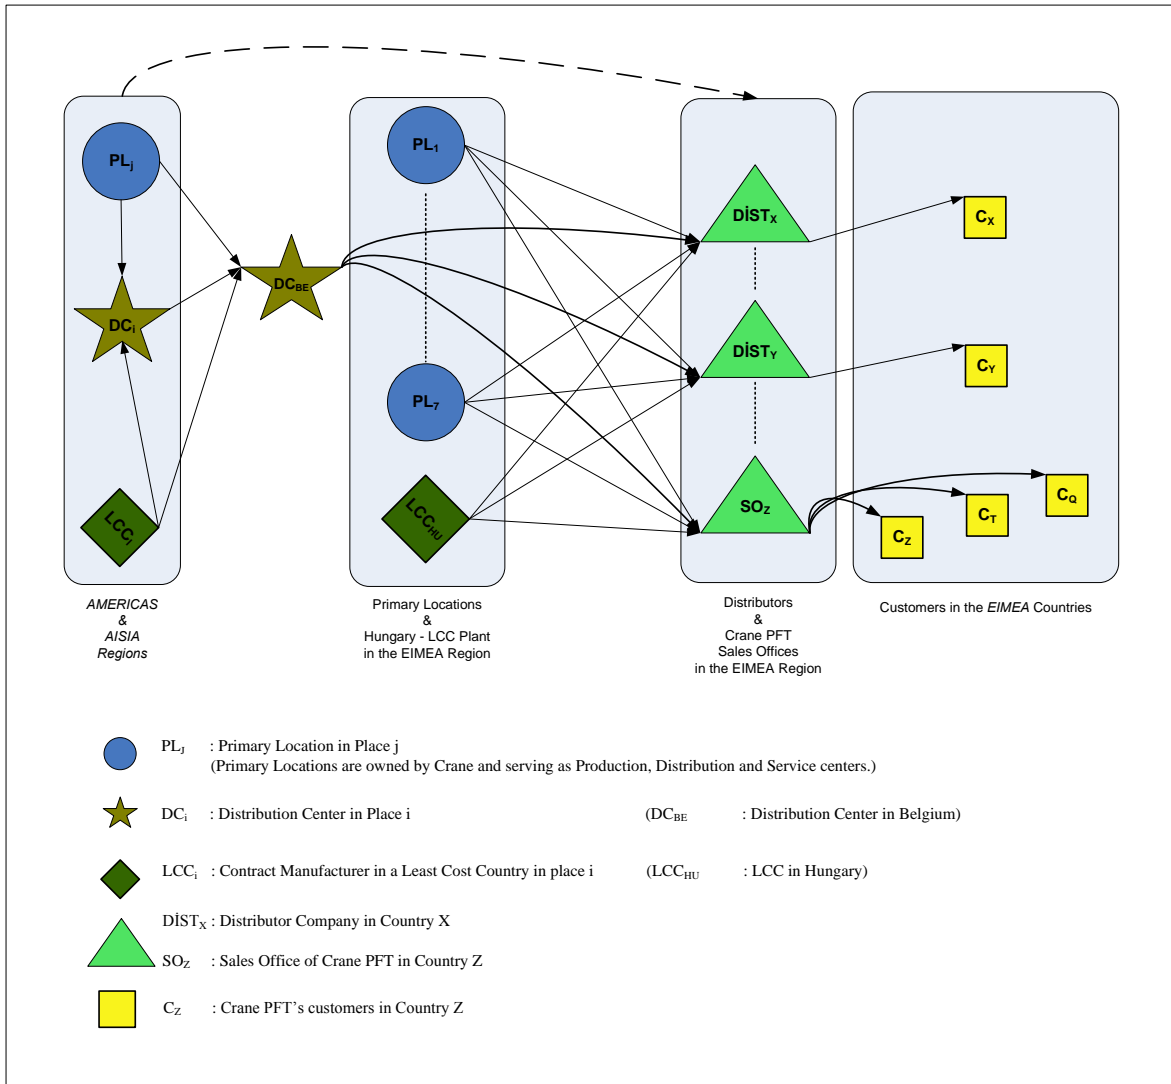 PLj
PL1
DİSTX
CX
DCBE
DCi
DİSTY
CY
PL7
LCCi
LCCHU
SOZ
CQ
CT
CZ
AMERICAS
&
AISIA
Regions
Primary Locations
&
Hungary - LCC Plant
in the EIMEA Region
Distributors
&
Crane PFT
Sales Offices
in the EIMEA Region
Customers in the EIMEA Countries
PLJ : Primary Location in Place j
(Primary Locations are owned by Crane and serving as Production, Distribution and Service centers.)
DCi : Distribution Center in Place i (DCBE : Distribution Center in Belgium)
LCCi : Contract Manufacturer in a Least Cost Country in place i (LCCHU : LCC in Hungary)
DİSTX : Distributor Company in Country X
SOZ : Sales Office of Crane PFT in Country Z
CZ : Crane PFT's customers in Country Z